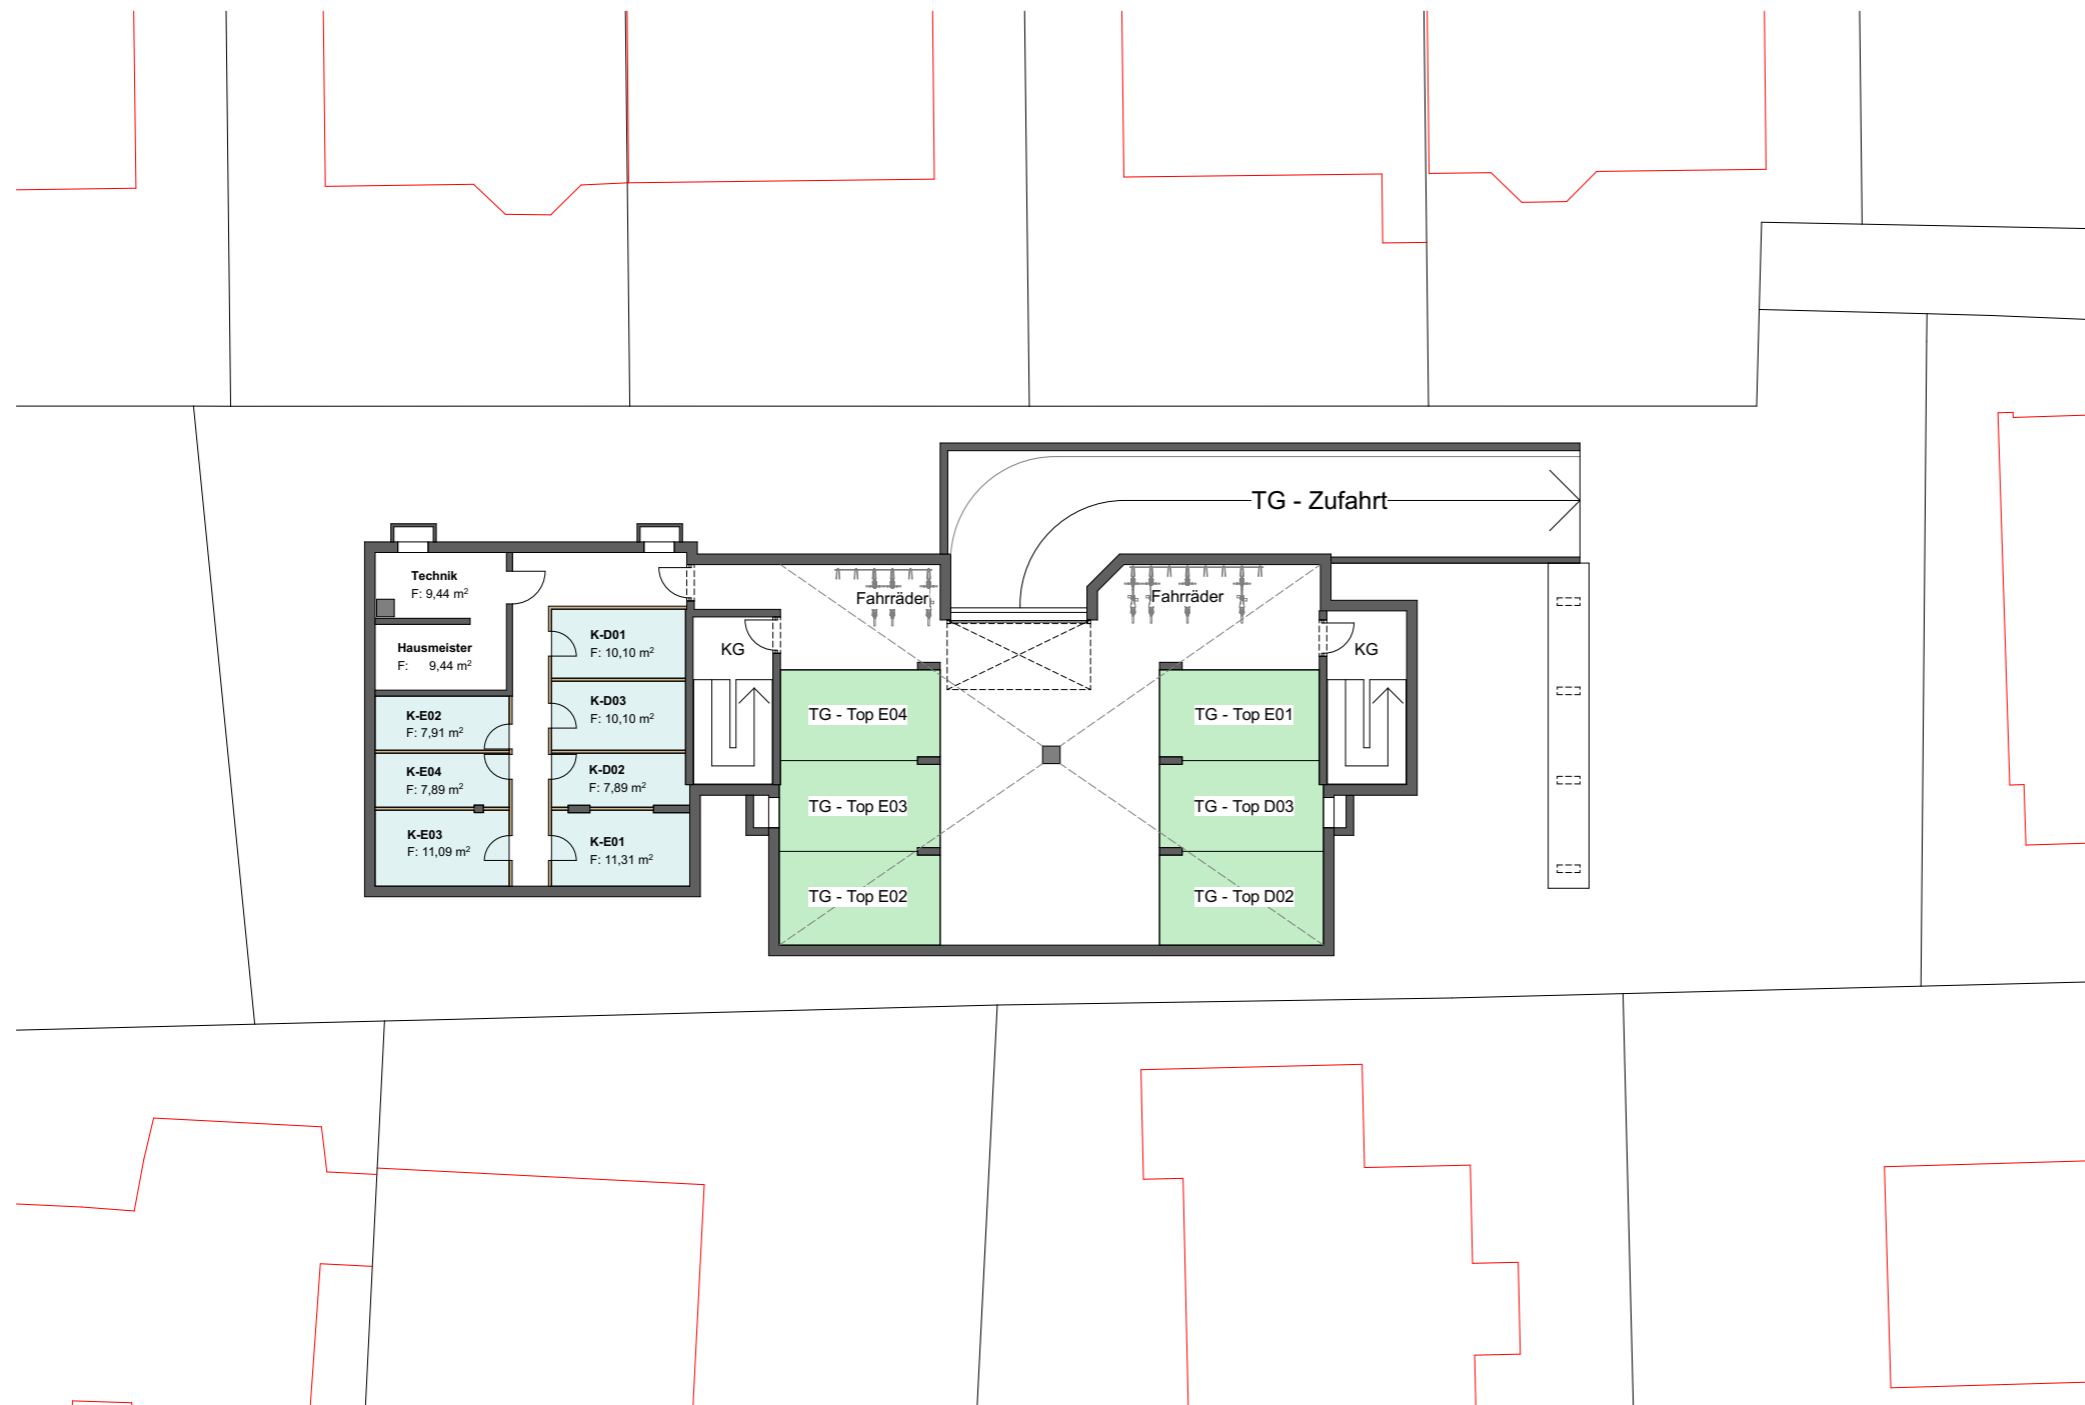 TG - Zufahrt
Technik
F: 9,44 m²
Hausmeister
F: 9,44 m²
K-E02
F: 7,91 m²
K-E04
F: 7,89 m²
K-E03
F: 11,09 m²
K-D01
F: 10,10 m²
K-D03
F: 10,10 m²
K-D02
F: 7,89 m²
K-E01
F: 11,31 m²
KG
Fahrräder
Fahrräder
KG
TG - Top E04
TG - Top E03
TG - Top E02
TG - Top E01
TG - Top D03
TG - Top D02